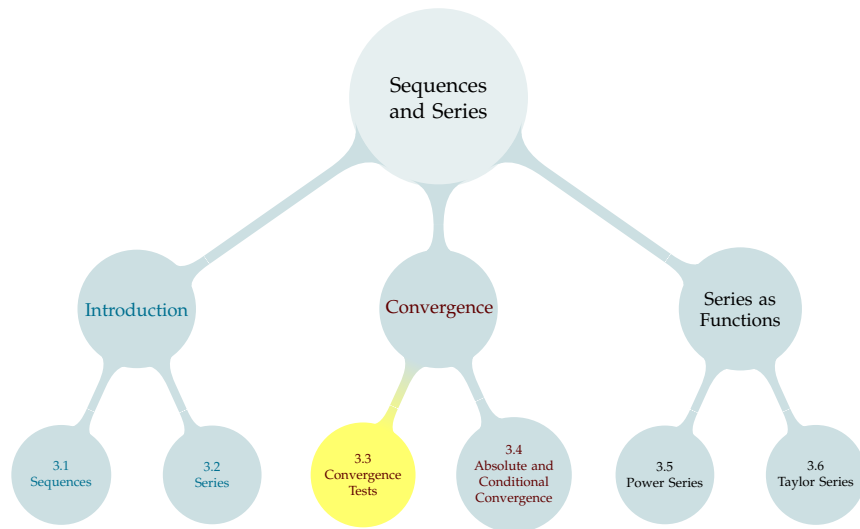 Sequences
and Series
Introduction
Convergence
Series as
Functions
3.1
Sequences
3.2
Series
3.3
Convergence
Tests
3.4
Absolute and
Conditional
Convergence
3.5
Power Series
3.6
Taylor Series